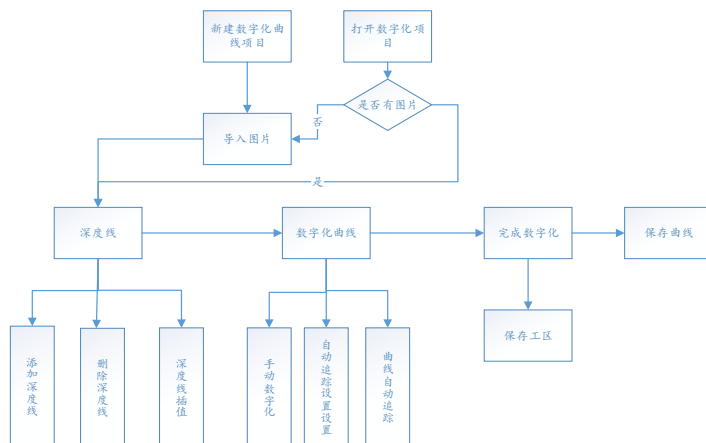 新建数字化曲
线项目
打开数字化项
目
是否有图片
否
导入图片
是
深度线
数字化曲线
完成数字化
保存曲线
保存工区
添加深度线
删除深度线
深度线插值
手动数字化
自动追踪设置设置
曲线自动追踪